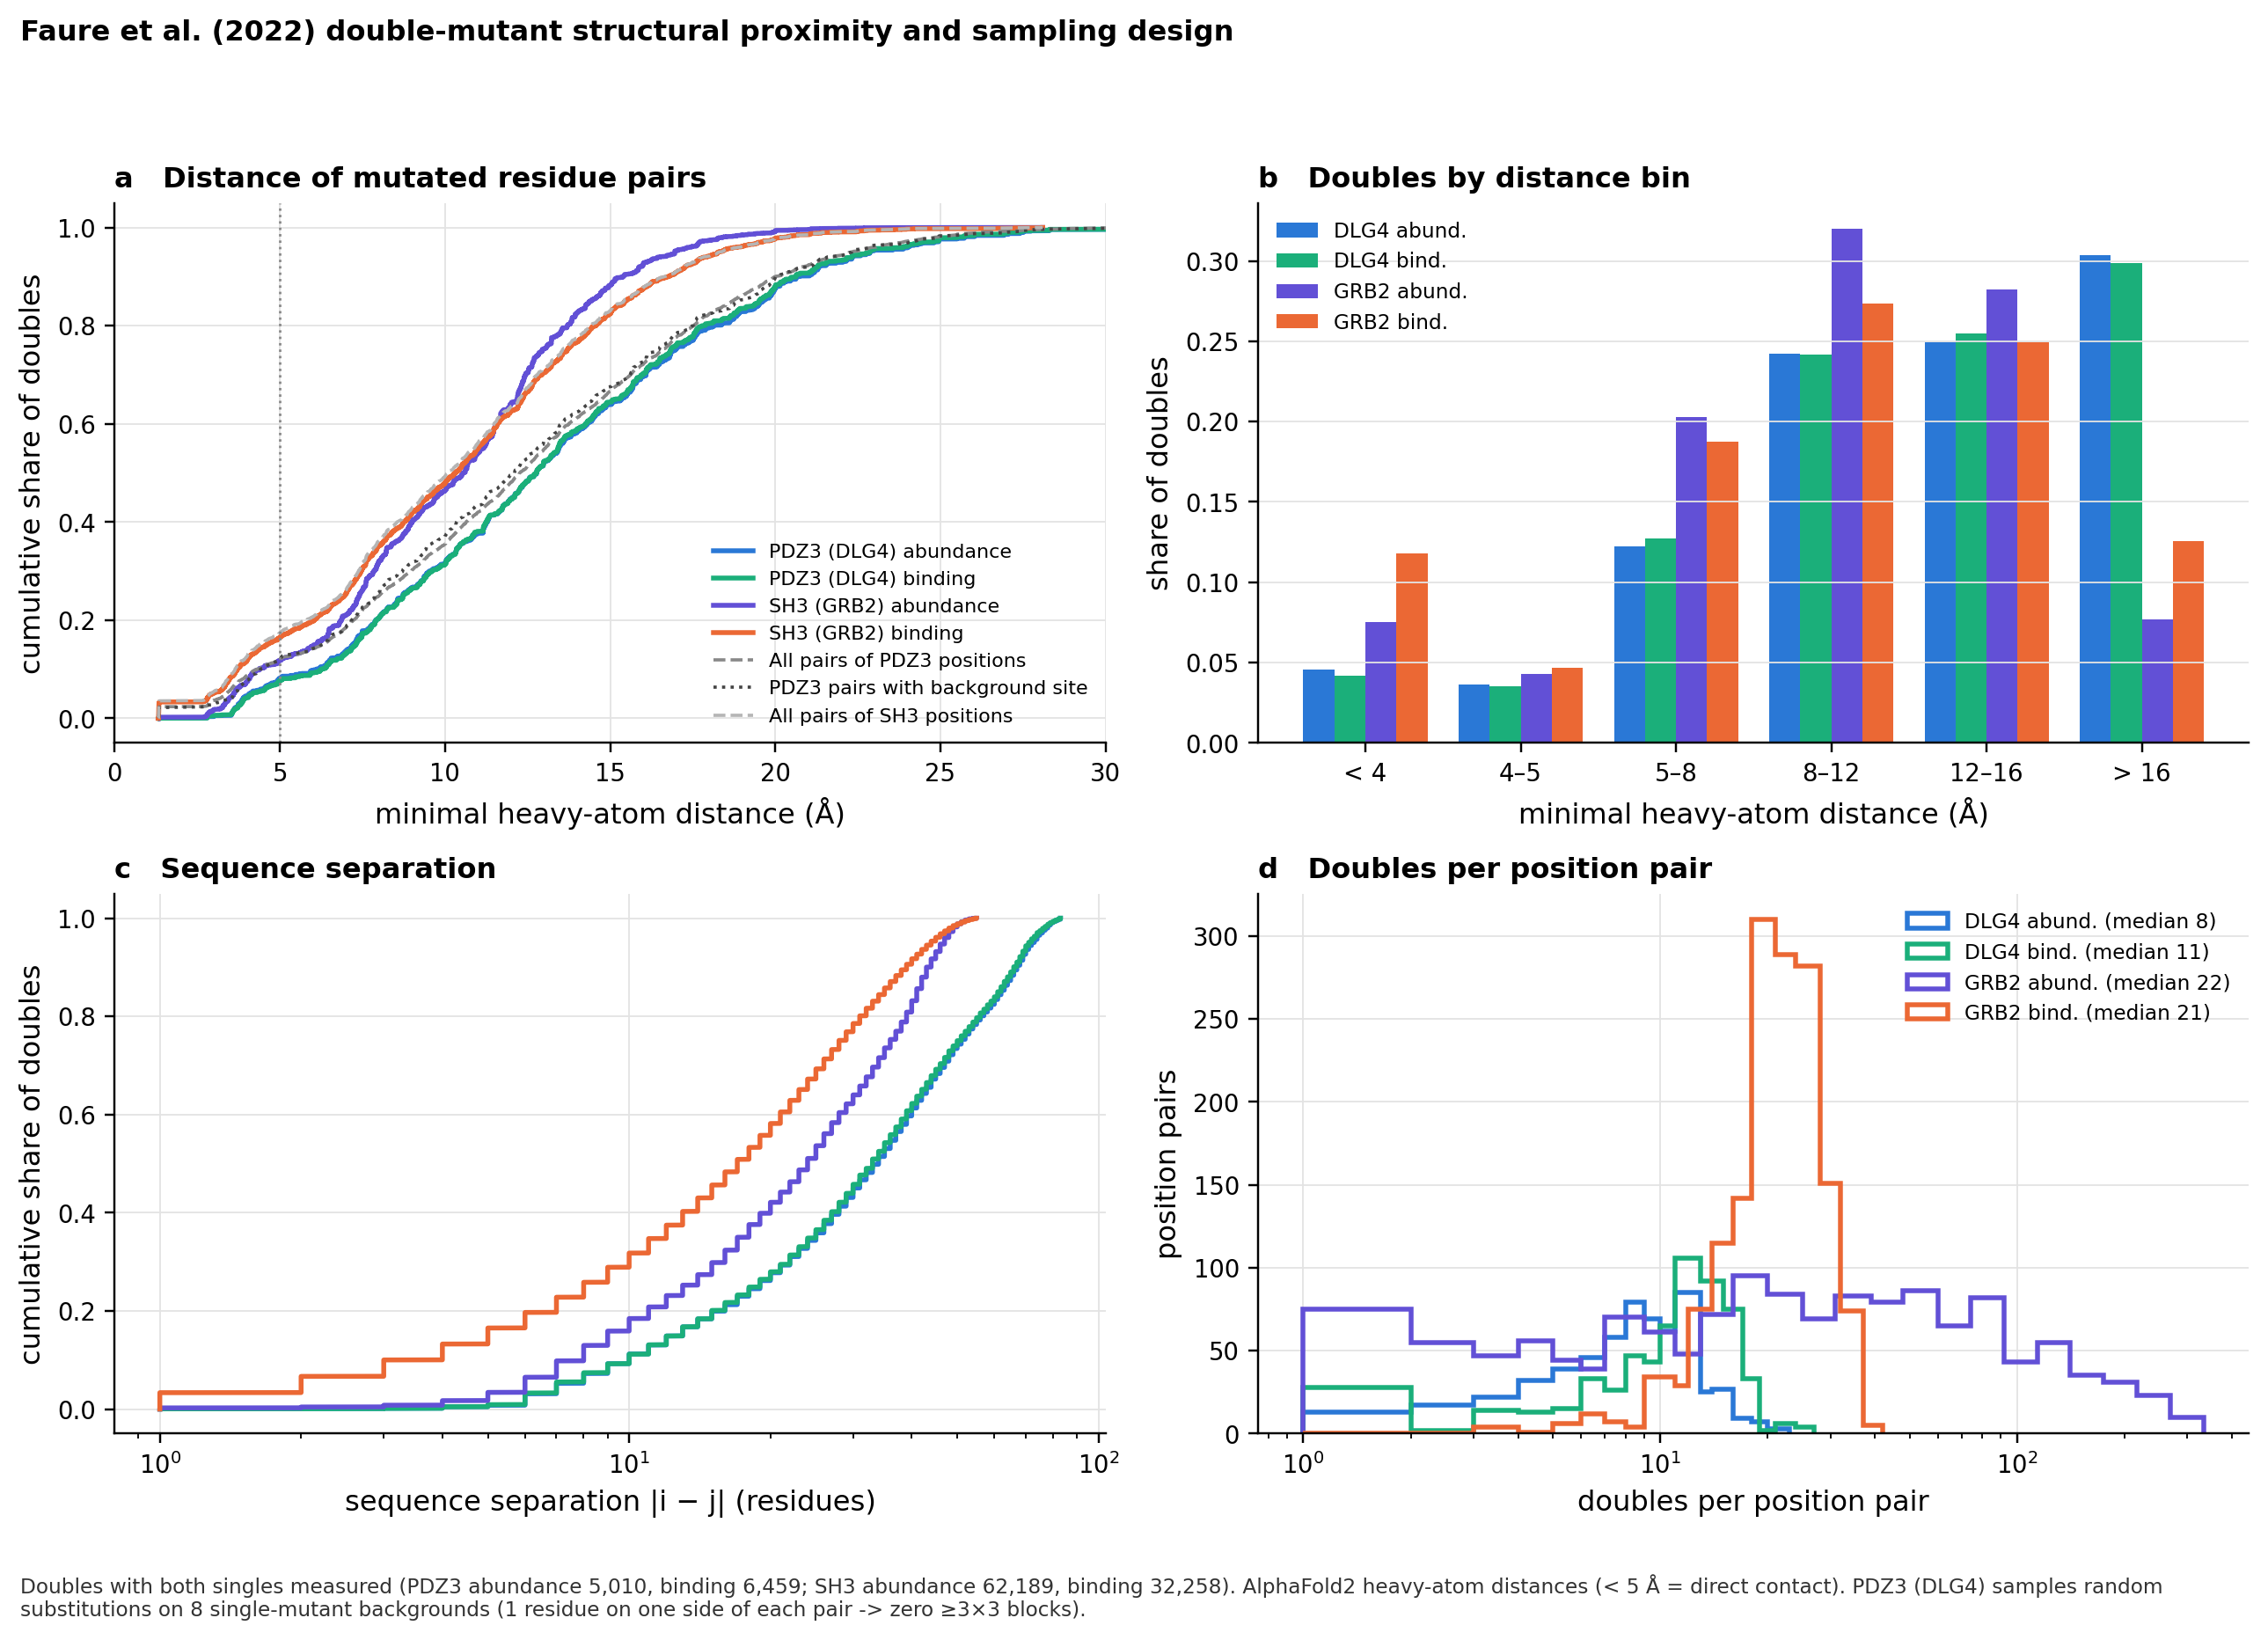 Faure et al. (2022) double-mutant structural proximity and sampling design
a Distance of mutated residue pairs
1.0
0.8
0.6
0.4
0.2
0.0
cumulative share of doubles
PDZ3 (DLG4) abundance
PDZ3 (DLG4) binding
SH3 (GRB2) abundance
SH3 (GRB2) binding
All pairs of PDZ3 positions
PDZ3 pairs with background site
All pairs of SH3 positions
0 5 10 15 20 25 30
minimal heavy-atom distance (Å)
b Doubles by distance bin
DLG4 abund.
DLG4 bind.
GRB2 abund.
GRB2 bind.
0.30
0.25
0.20
0.15
0.10
0.05
0.00
share of doubles
< 4 4–5 5–8 8–12 12–16 > 16
minimal heavy-atom distance (Å)
c Sequence separation
1.0
0.8
0.6
0.4
0.2
0.0
cumulative share of doubles
10⁰ 10¹ 10²
sequence separation |i − j| (residues)
d Doubles per position pair
DLG4 abund. (median 8)
DLG4 bind. (median 11)
GRB2 abund. (median 22)
GRB2 bind. (median 21)
300
250
200
150
100
50
0
position pairs
10⁰ 10¹ 10²
doubles per position pair
Doubles with both singles measured (PDZ3 abundance 5,010, binding 6,459; SH3 abundance 62,189, binding 32,258). AlphaFold2 heavy-atom distances (< 5 Å = direct contact). PDZ3 (DLG4) samples random
substitutions on 8 single-mutant backgrounds (1 residue on one side of each pair -> zero ≥3×3 blocks).